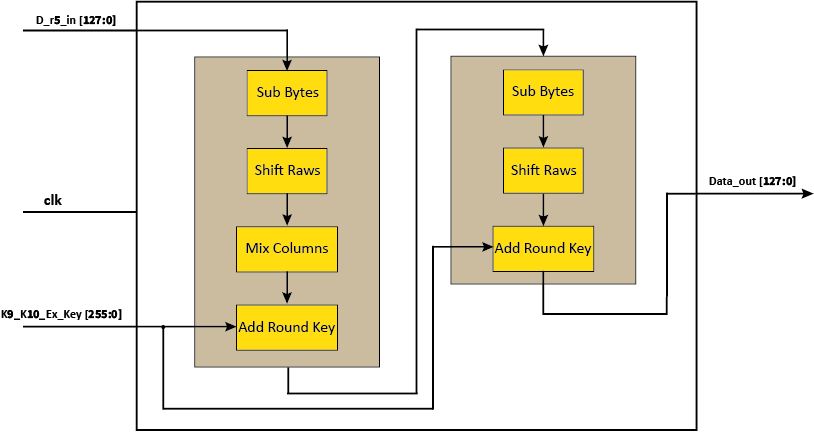 D_r5_in [127:0]
Sub Bytes
Sub Bytes
Shift Raws
Shift Raws
Data_out [127:0]
clk
Mix Columns
Add Round Key
K9_K10_Ex_Key [255:0]
Add Round Key